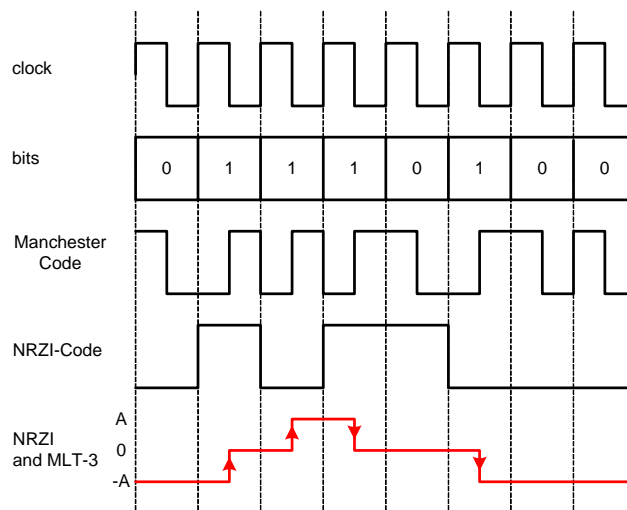 clock
bits
0 1 1 1 0 1 0 0
Manchester
Code
NRZI-Code
A
NRZI
0
and MLT-3
-A